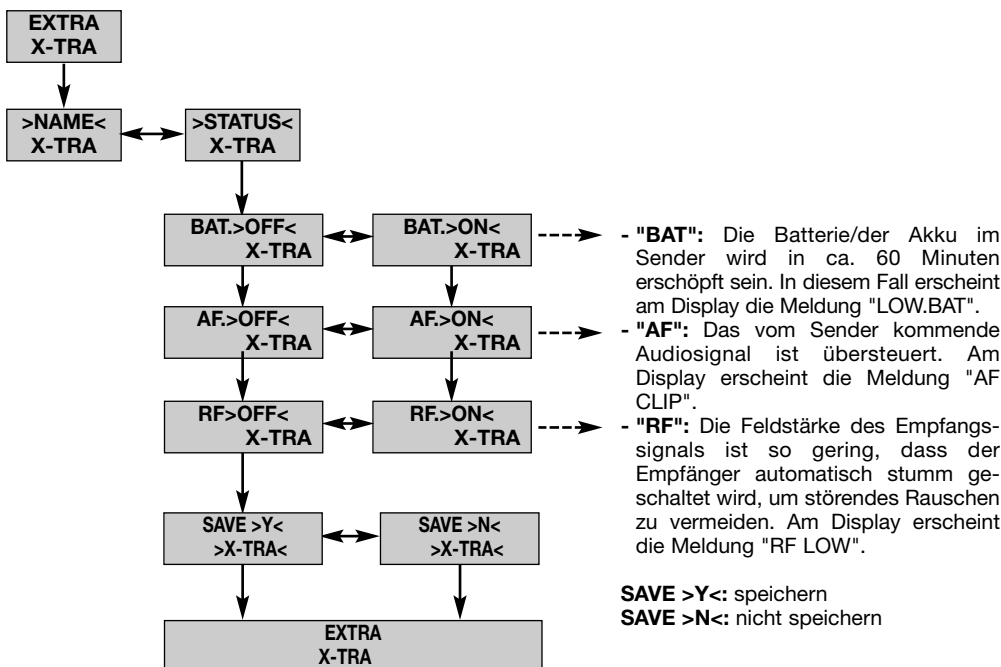 EXTRA
X-TRA
>NAME<
X-TRA
>STATUS<
X-TRA
BAT.>OFF<
X-TRA
BAT.>ON<
X-TRA
AF.>OFF<
X-TRA
AF.>ON<
X-TRA
RF>OFF<
X-TRA
RF.>ON<
X-TRA
SAVE >Y<
>X-TRA<
SAVE >N<
>X-TRA<
EXTRA
X-TRA
- "BAT": Die Batterie/der Akku im
Sender wird in ca. 60 Minuten
erschöpft sein. In diesem Fall erscheint
am Display die Meldung "LOW.BAT".
- "AF": Das vom Sender kommende
Audiosignal ist übersteuert. Am
Display erscheint die Meldung "AF
CLIP".
- "RF": Die Feldstärke des Empfangs-
signals ist so gering, dass der
Empfänger automatisch stumm ge-
schaltet wird, um störendes Rauschen
zu vermeiden. Am Display erscheint
die Meldung "RF LOW".
SAVE >Y<: speichern
SAVE >N<: nicht speichern